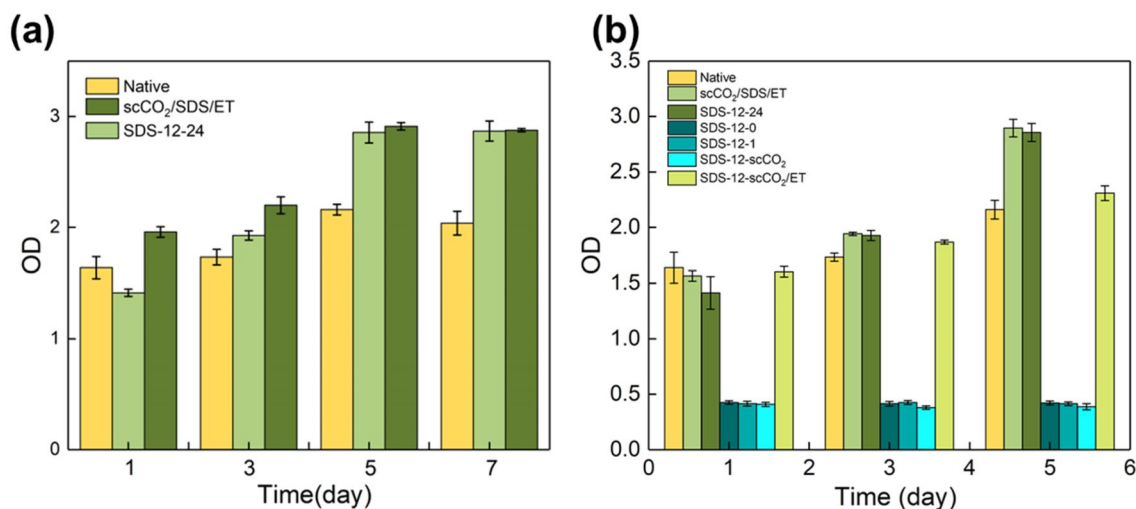 (a)
Native
scCO₂/SDS/ET
SDS-12-24
3
2
1
0
OD
1 3 5 7
Time(day)
(b)
3.5
3.0
2.5
2.0
1.5
1.0
0.5
0.0
OD
Native
scCO₂/SDS/ET
SDS-12-24
SDS-12-0
SDS-12-1
SDS-12-scCO₂
SDS-12-scCO₂/ET
0 1 2 3 4 5 6
Time (day)